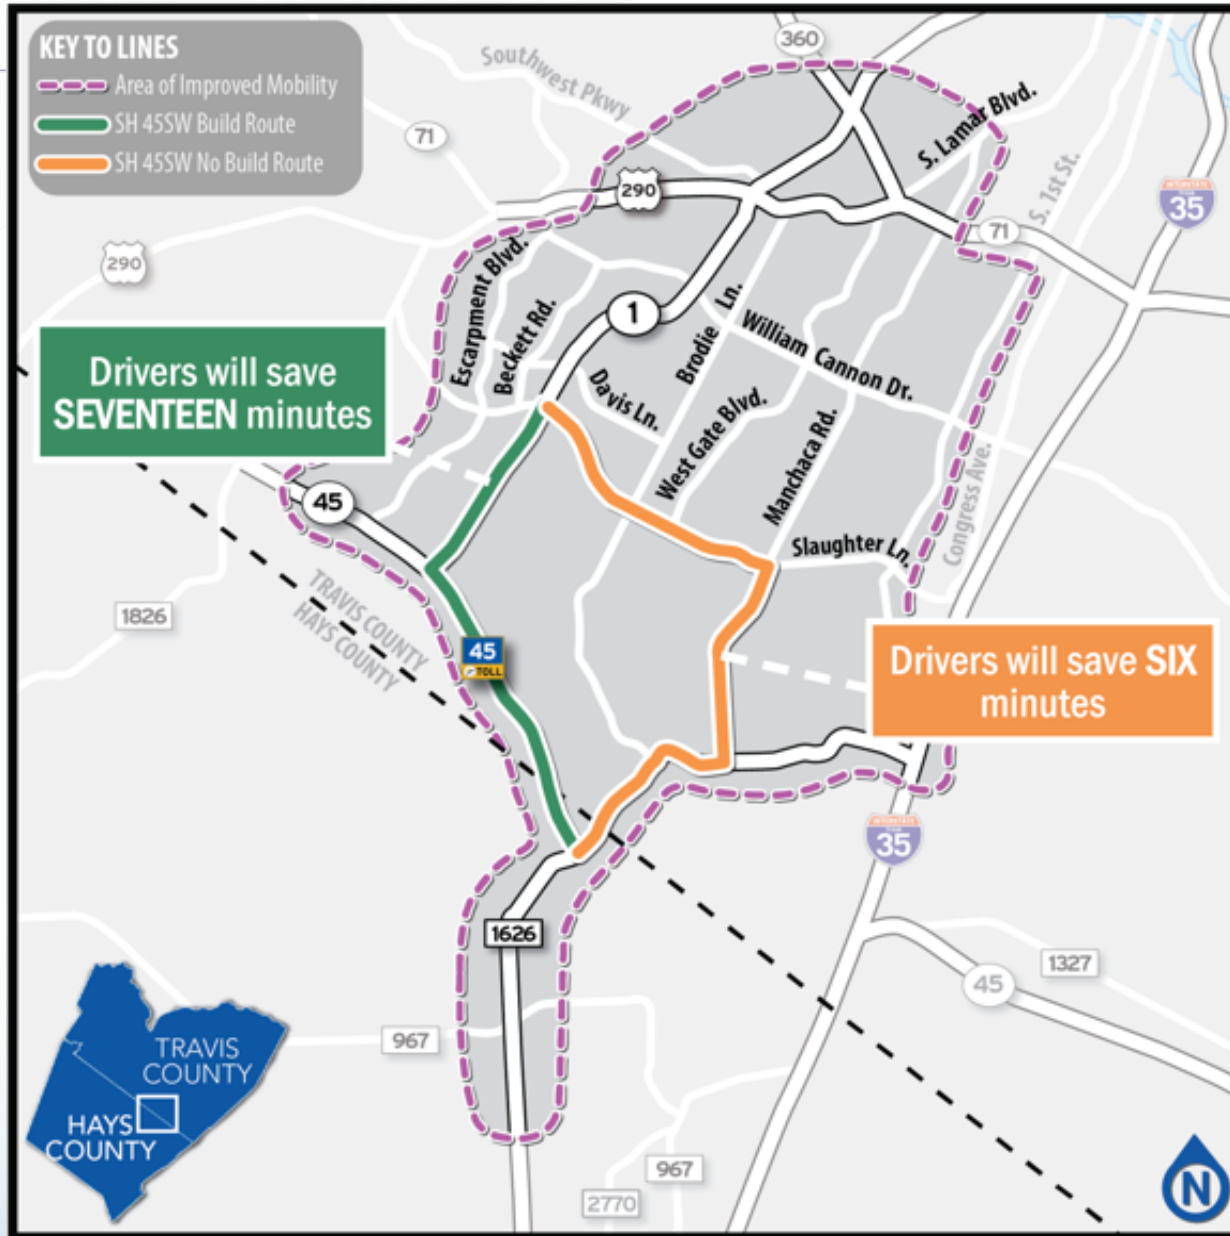 KEY TO LINES
Area of Improved Mobility
SH 45SW Build Route
SH 45SW No Build Route
360
Southwest Pkwy
71
S. Lamar Blvd.
290
S. 1st St.
INTERSTATE
TEXAS
35
71
290
Escarpment Blvd.
Beckett Rd.
1
Brodie Ln.
William Cannon Dr.
Drivers will save
SEVENTEEN minutes
Davis Ln.
West Gate Blvd.
Manchaca Rd.
Congress Ave.
45
Slaughter Ln.
TRAVIS COUNTY
HAYS COUNTY
1826
45
TOLL
Drivers will save SIX
minutes
INTERSTATE
TEXAS
35
1626
1327
45
967
TRAVIS
COUNTY
HAYS
COUNTY
967
2770
N